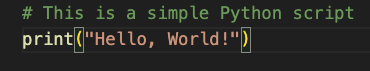 # This is a simple Python script
print("Hello, World!")